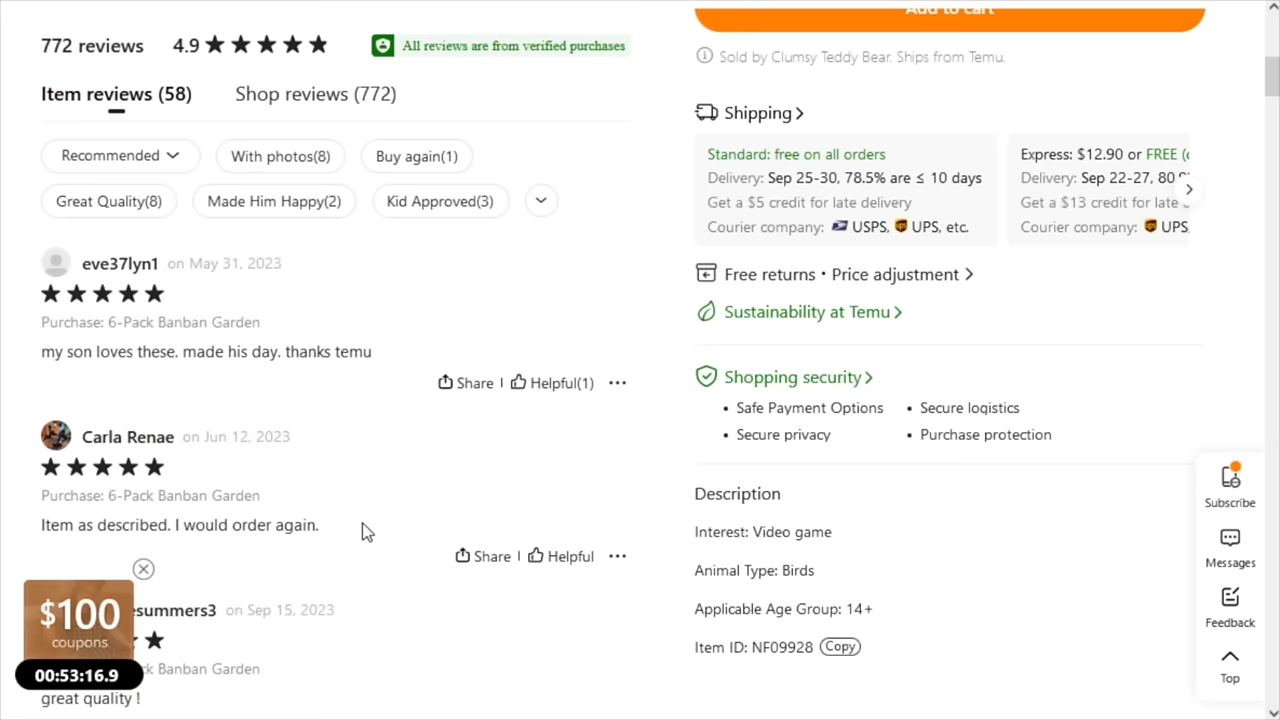 Add to cart
772 reviews 4.9
All reviews are from verified purchases
Item reviews (58) Shop reviews (772)
Recommended With photos(8) Buy again(1)
Great Quality(8) Made Him Happy(2) Kid Approved(3)
eve37lyn1 on May 31, 2023
Purchase: 6-Pack Banban Garden
my son loves these. made his day. thanks temu
Share | Helpful(1) ...
Carla Renae on Jun 12, 2023
Purchase: 6-Pack Banban Garden
Item as described. I would order again.
Share | Helpful ...
esummers3 on Sep 15, 2023
ck Banban Garden
great quality !
$100
coupons
00:53:16.9
Sold by Clumsy Teddy Bear. Ships from Temu.
Shipping
Standard: free on all orders
Delivery: Sep 25-30, 78.5% are ≤ 10 days
Get a $5 credit for late delivery
Courier company: USPS, UPS, etc.
Express: $12.90 or FREE
Delivery: Sep 22-27, 80
Get a $13 credit for late
Courier company: UPS,
Free returns • Price adjustment
Sustainability at Temu
Shopping security
• Safe Payment Options • Secure logistics
• Secure privacy • Purchase protection
Description
Interest: Video game
Animal Type: Birds
Applicable Age Group: 14+
Item ID: NF09928 Copy
Subscribe
Messages
Feedback
Top